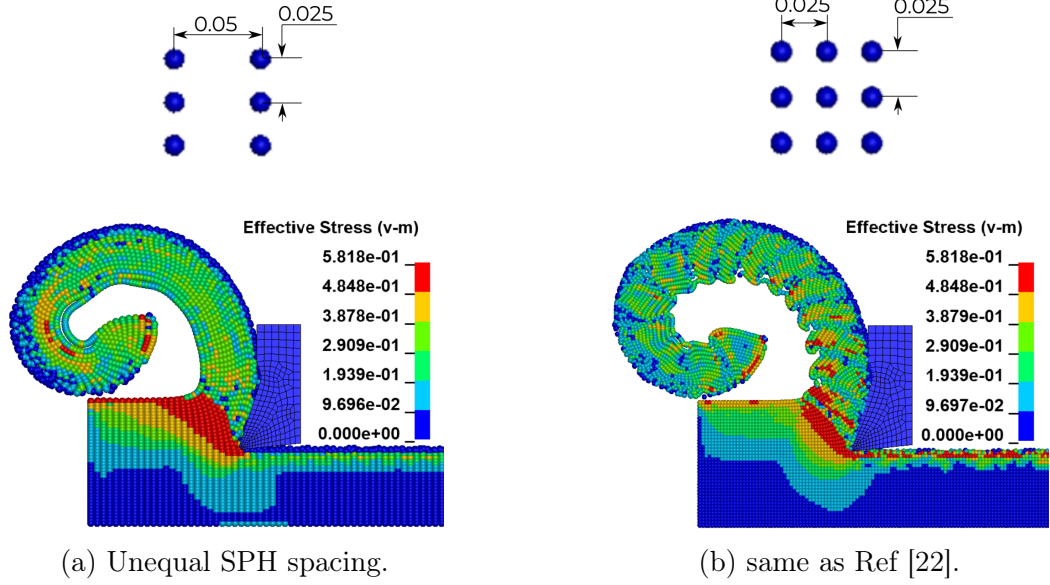 0.05
0.025
0.025
0.025
Effective Stress (v-m)
5.818e-01
4.848e-01
3.878e-01
2.909e-01
1.939e-01
9.696e-02
0.000e+00
Effective Stress (v-m)
5.818e-01
4.848e-01
3.879e-01
2.909e-01
1.939e-01
9.697e-02
0.000e+00
(a) Unequal SPH spacing.
(b) same as Ref [22].